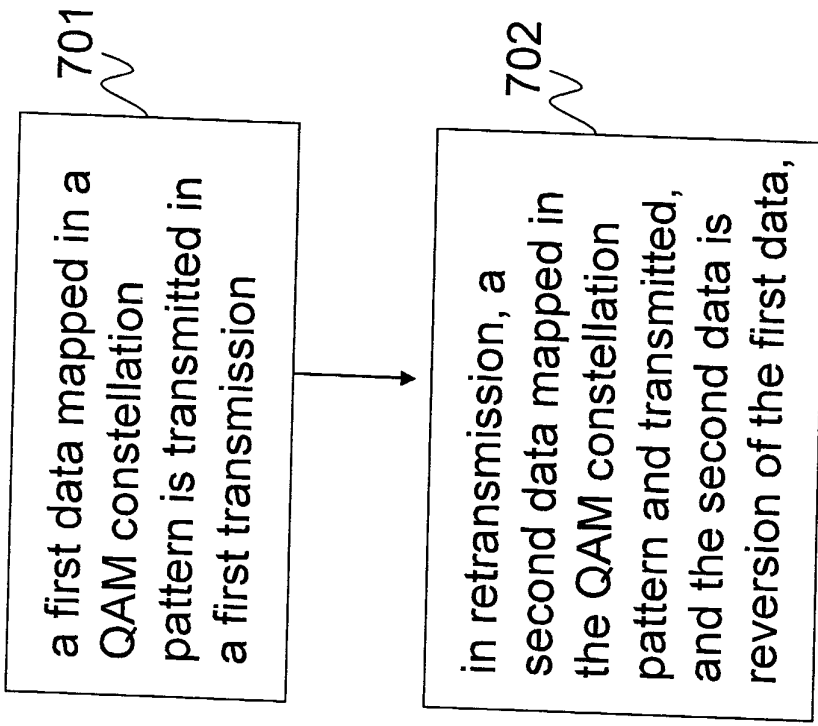 701
a first data mapped in a
QAM constellation
pattern is transmitted in
a first transmission
702
in retransmission, a
second data mapped in
the QAM constellation
pattern and transmitted,
and the second data is
reversion of the first data,